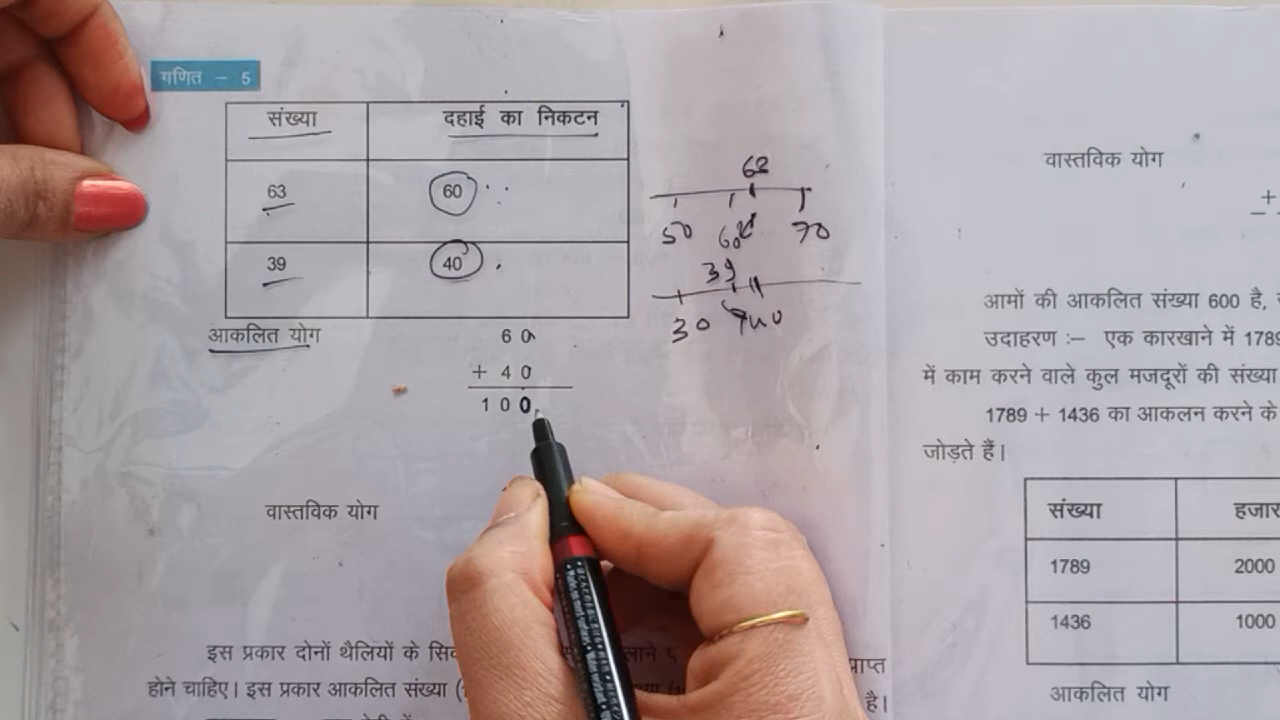 गणित – 5
संख्या दहाई का निकटन
63 60
39 40
आकलित योग 60
+ 40
100
वास्तविक योग
इस प्रकार दोनों थैलियों के
होने चाहिए। इस प्रकार आकलित संख्या
प्राप्त
है।
63
50 60 70
39
30
वास्तविक योग
+
–
आमों की आकलित संख्या 600 है,
उदाहरण :– एक कारखाने में 1789
में काम करने वाले कुल मजदूरों की संख्या
1789 + 1436 का आकलन करने के
जोड़ते हैं।
संख्या हजार
1789 2000
1436 1000
आकलित योग